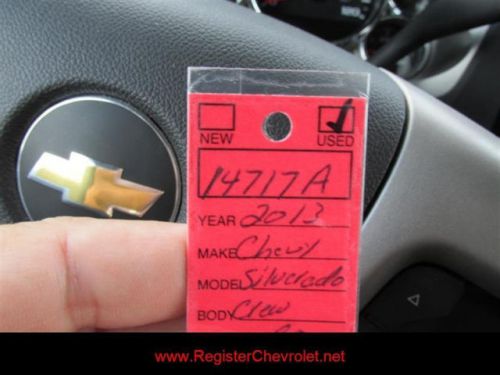 NEW
USED
14717A
YEAR 2013
MAKE Chevy
MODEL Silverado
BODY Crew
www.RegisterChevrolet.net